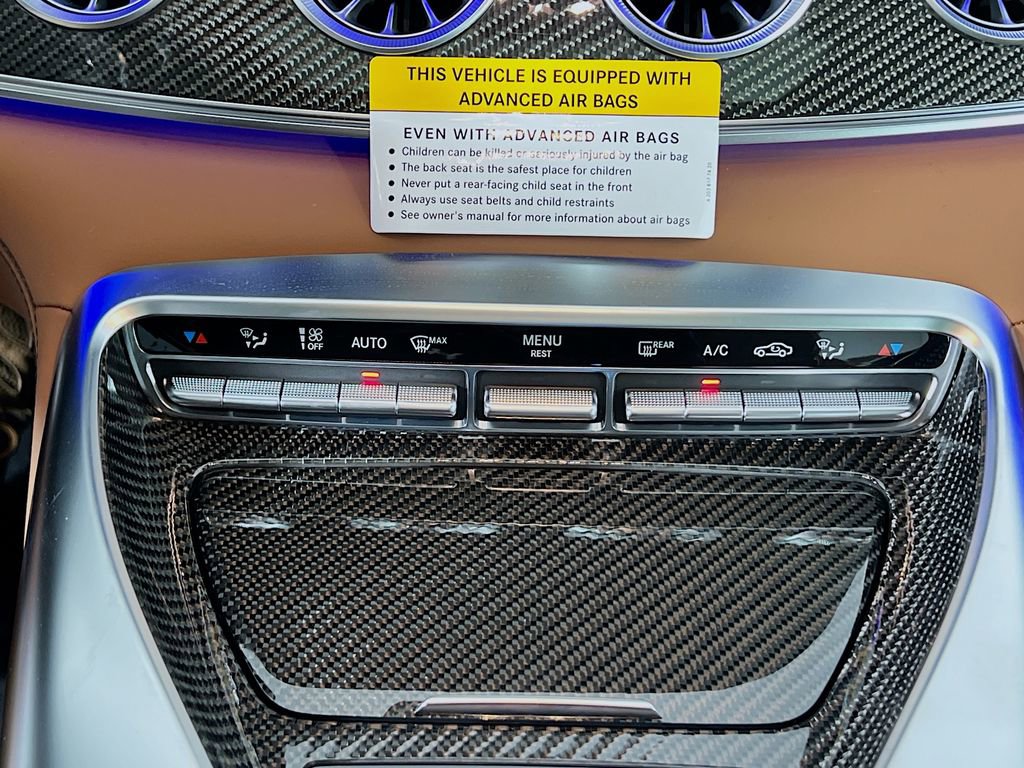 THIS VEHICLE IS EQUIPPED WITH
ADVANCED AIR BAGS
EVEN WITH ADVANCED AIR BAGS
• Children can be killed or seriously injured by the air bag
• The back seat is the safest place for children
• Never put a rear-facing child seat in the front
• Always use seat belts and child restraints
• See owner's manual for more information about air bags
OFF
AUTO
MAX
MENU
REST
REAR
A/C